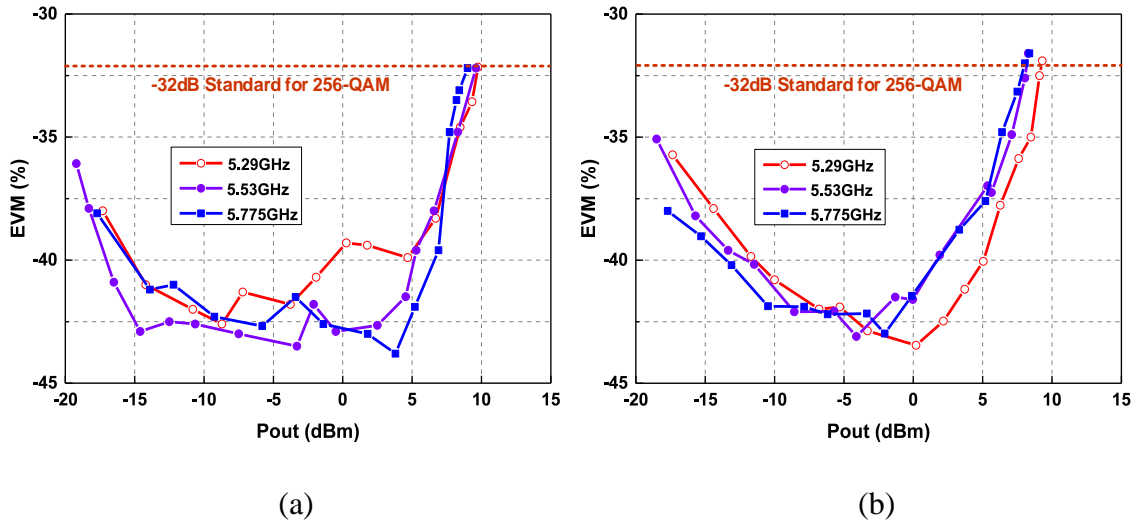 -30
-35
-40
-45
EVM (%)
-32dB Standard for 256-QAM
5.29GHz
5.53GHz
5.775GHz
-20 -15 -10 -5 0 5 10 15
Pout (dBm)
(a)
-30
-35
-40
-45
EVM (%)
-32dB Standard for 256-QAM
5.29GHz
5.53GHz
5.775GHz
-20 -15 -10 -5 0 5 10 15
Pout (dBm)
(b)